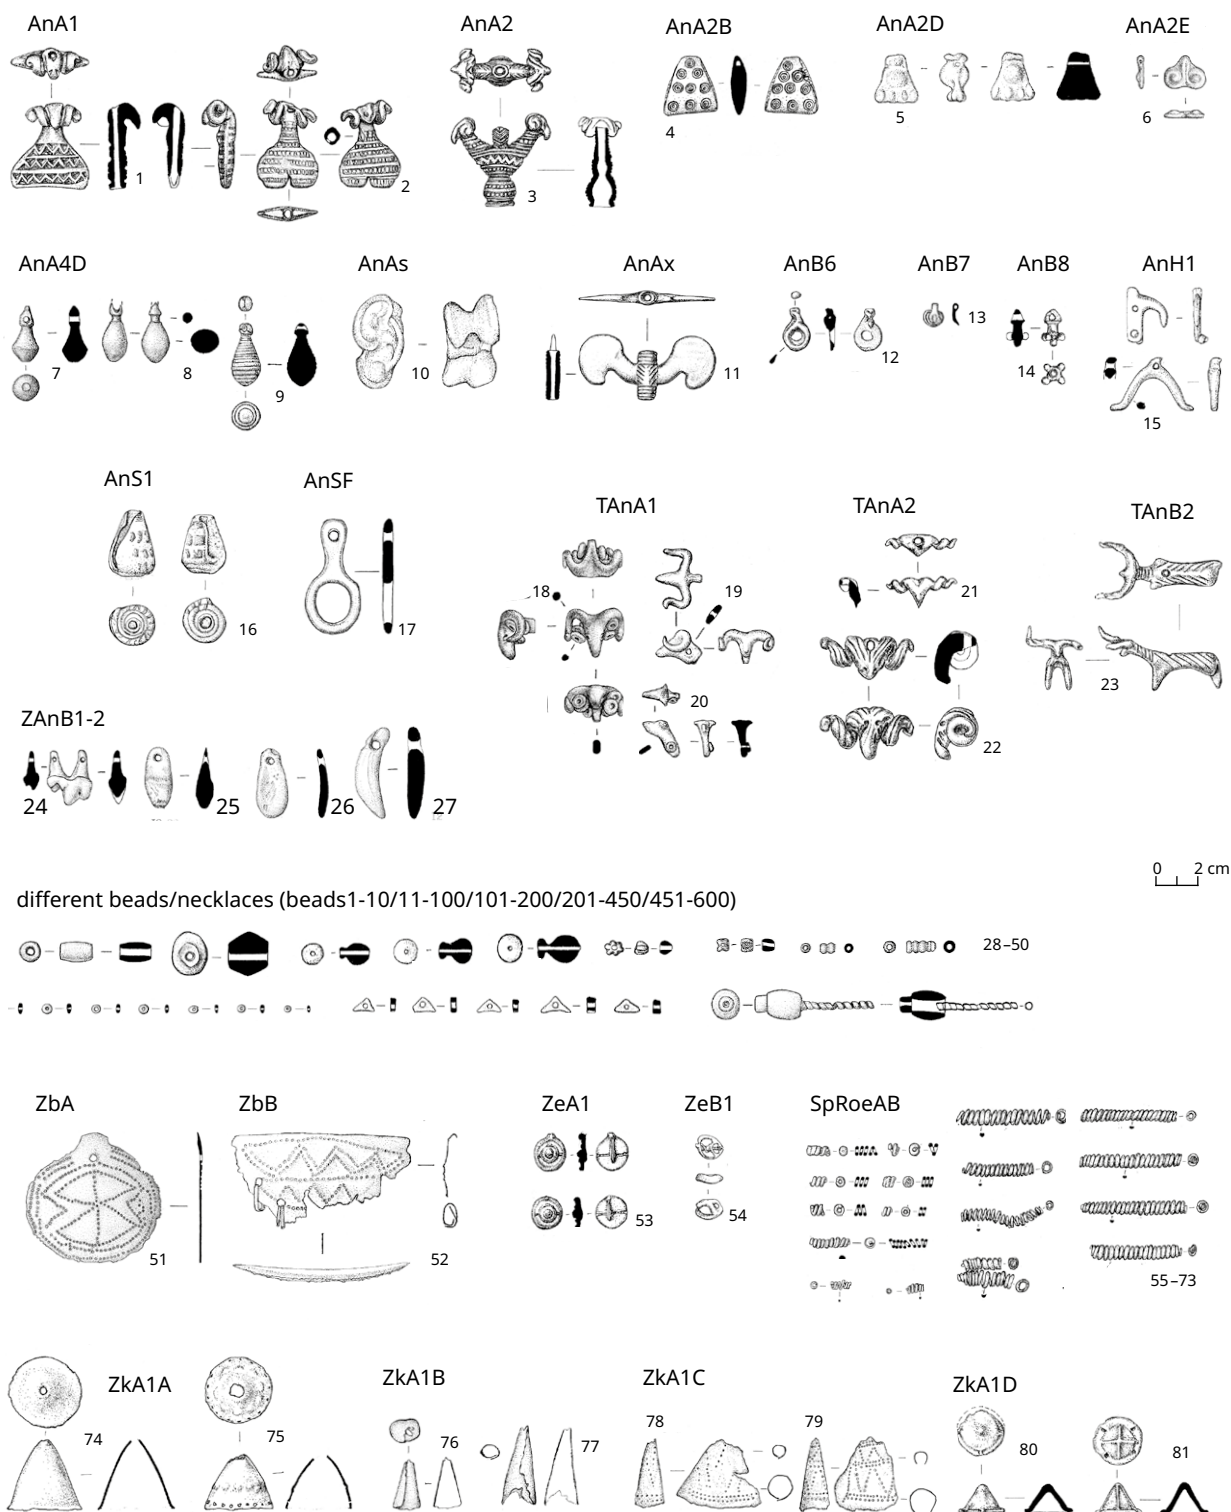 AnA1
AnA2
AnA2B
AnA2D
AnA2E
1
2
3
4
5
6
AnA4D
AnAs
AnAx
AnB6
AnB7
AnB8
AnH1
7
8
9
10
11
12
13
14
15
AnS1
AnSF
TAnA1
TAnA2
TAnB2
16
17
18
19
20
21
22
23
ZAnB1-2
24
25
26
27
0 2 cm
different beads/necklaces (beads1-10/11-100/101-200/201-450/451-600)
28–50
ZbA
ZbB
ZeA1
ZeB1
SpRoeAB
51
52
53
54
55–73
ZkA1A
ZkA1B
ZkA1C
ZkA1D
74
75
76
77
78
79
80
81